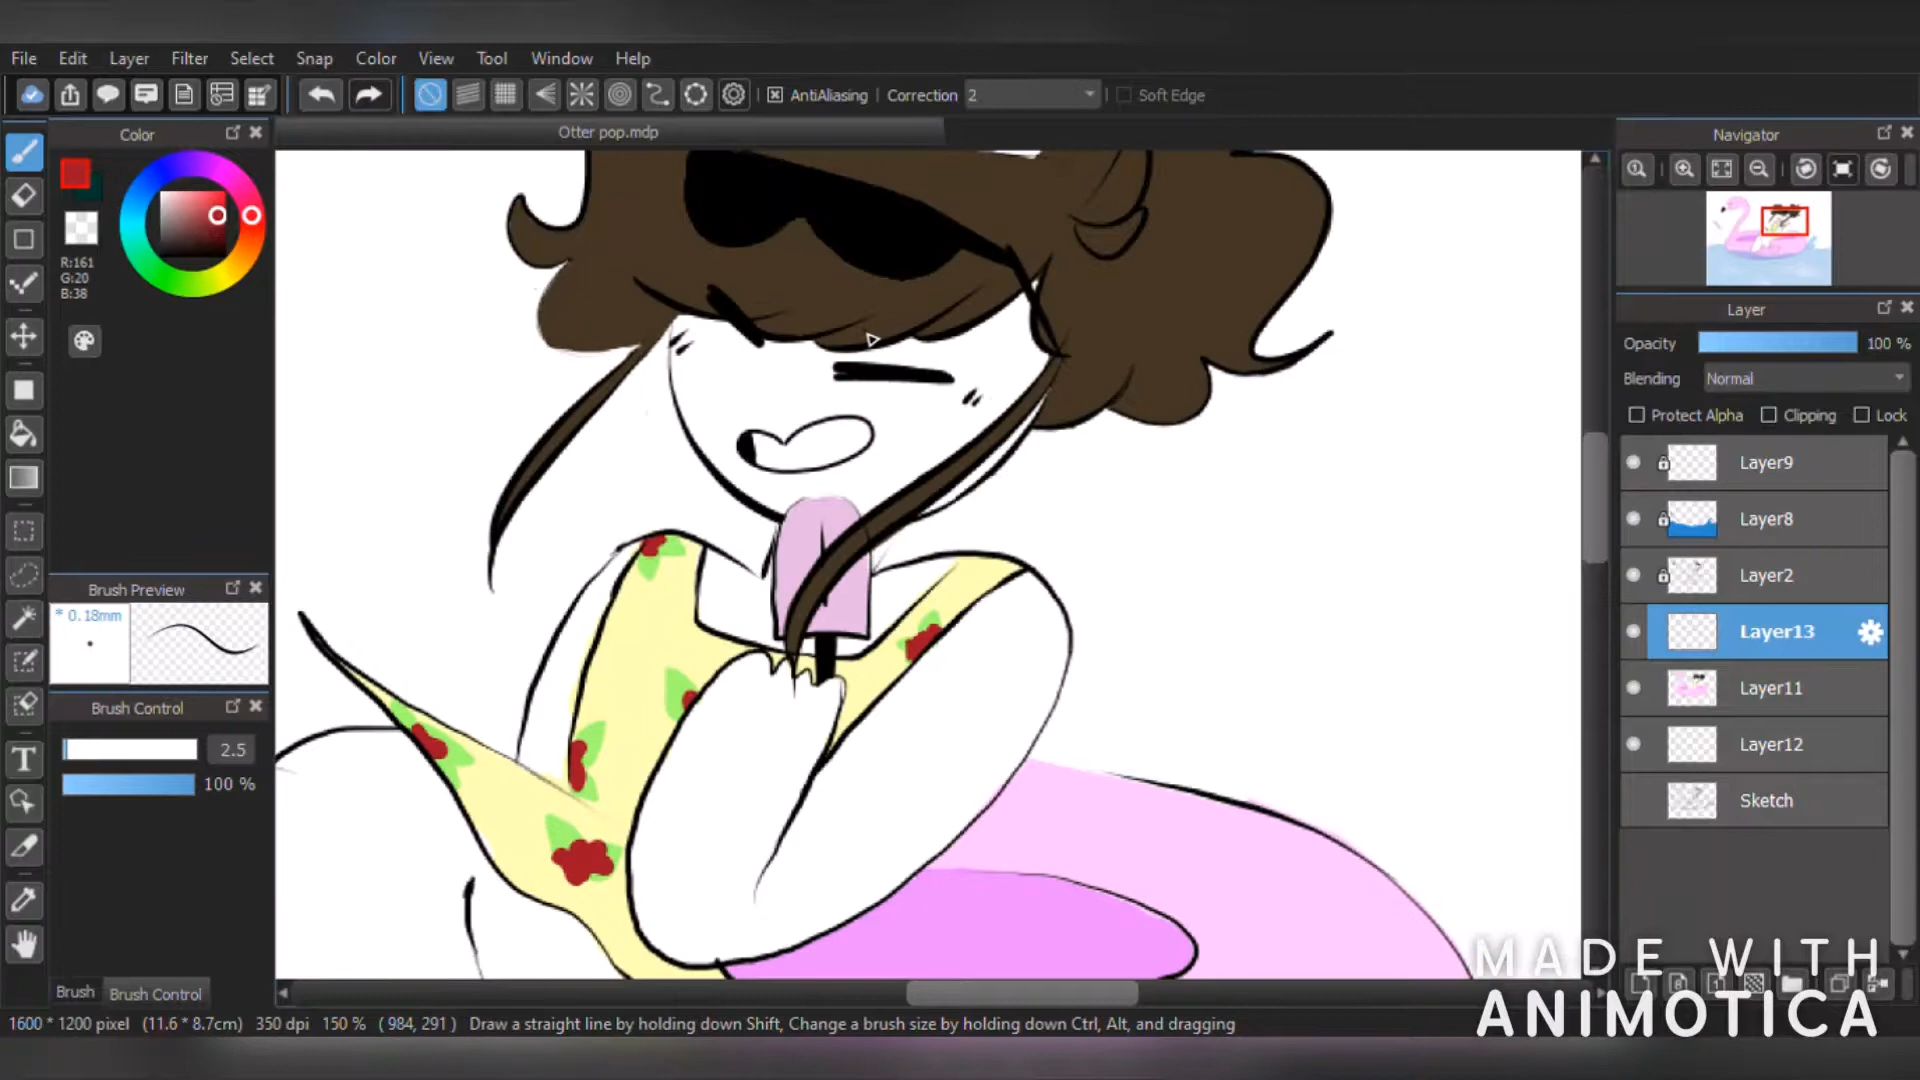 File Edit Layer Filter Select Snap Color View Tool Window Help
AntiAliasing Correction 2 Soft Edge
Otter pop.mdp
Color
R:161
G:20
B:38
Brush Preview
* 0.18mm
Brush Control
2.5
100 %
Brush Brush Control
Navigator
Layer
Opacity 100 %
Blending Normal
Protect Alpha Clipping Lock
Layer9
Layer8
Layer2
Layer13
Layer11
Layer12
Sketch
MADE WITH
ANIMOTICA
1600 * 1200 pixel (11.6 * 8.7cm) 350 dpi 150 % ( 984, 291 ) Draw a straight line by holding down Shift, Change a brush size by holding down Ctrl, Alt, and dragging